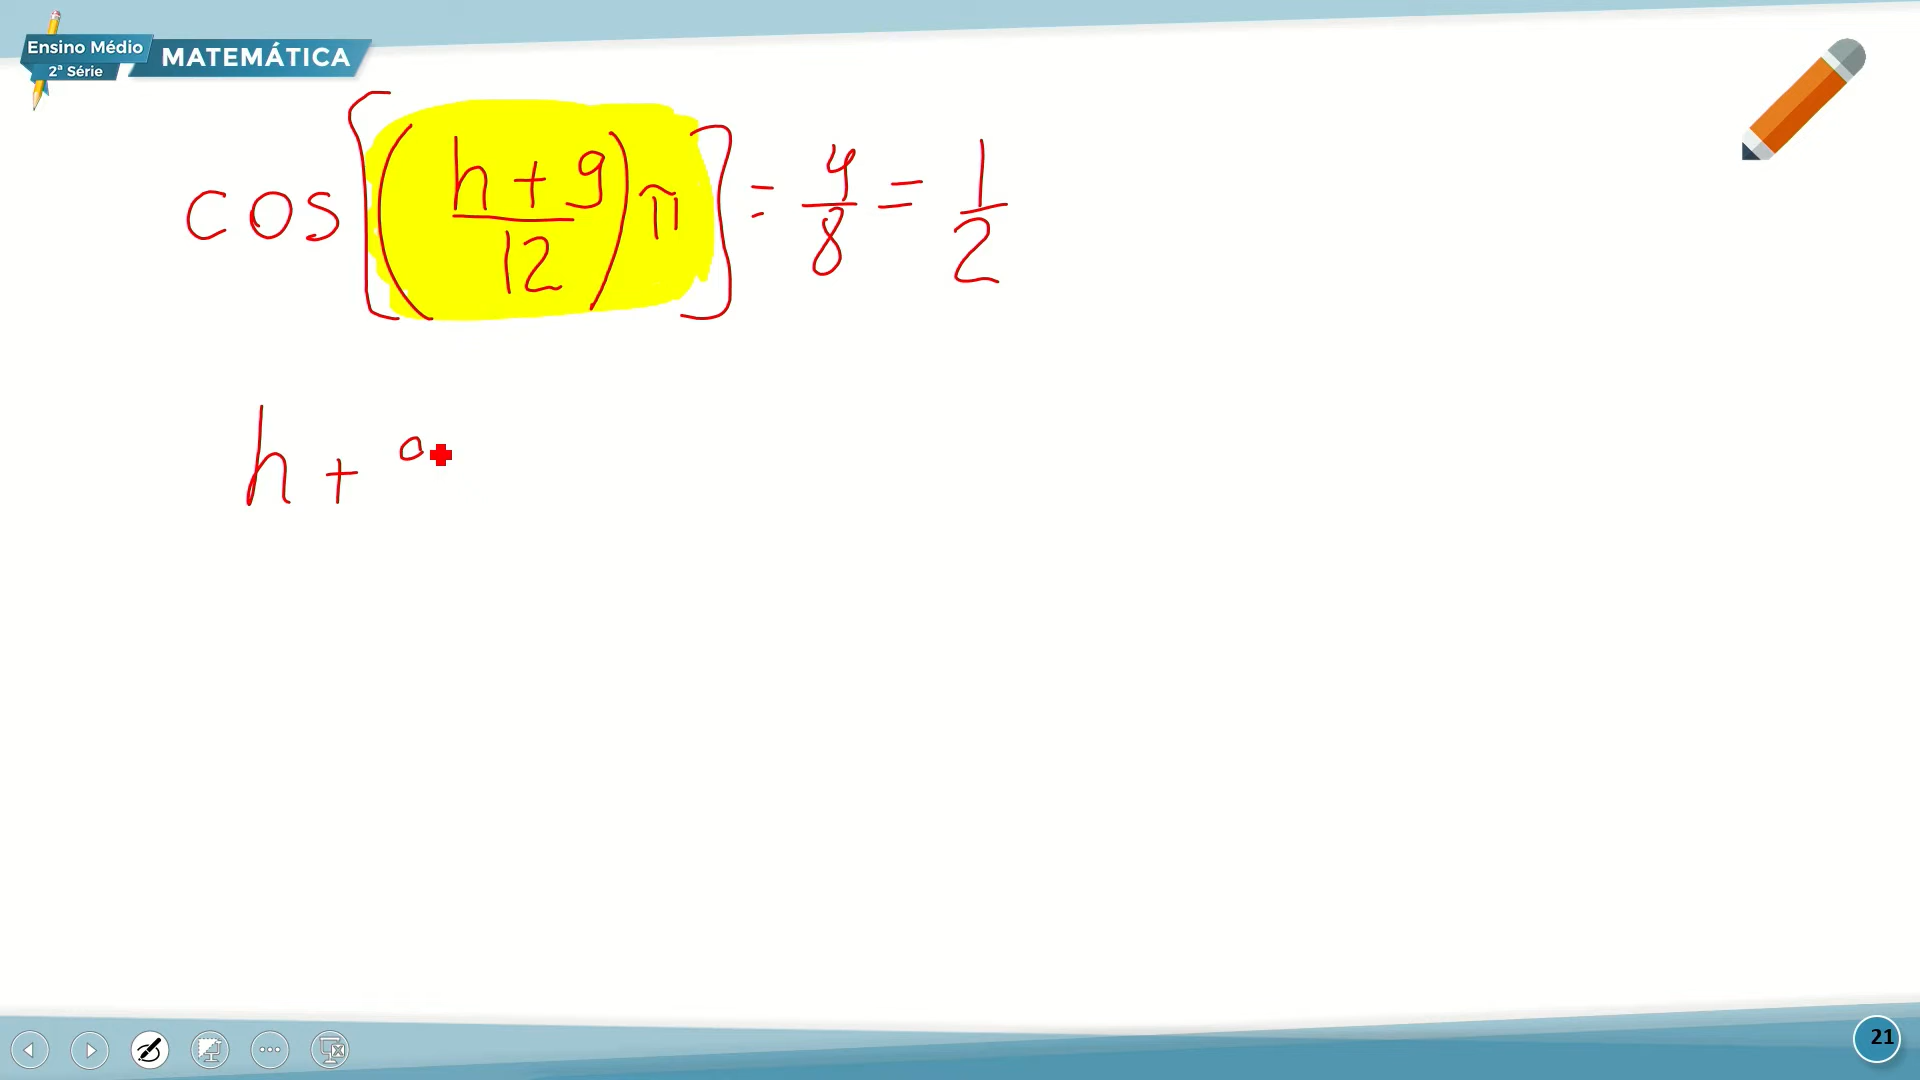 Ensino Médio
2ª Série
MATEMÁTICA
cos [(h + 9 / 12) π] = 4/8 = 1/2
h +
21